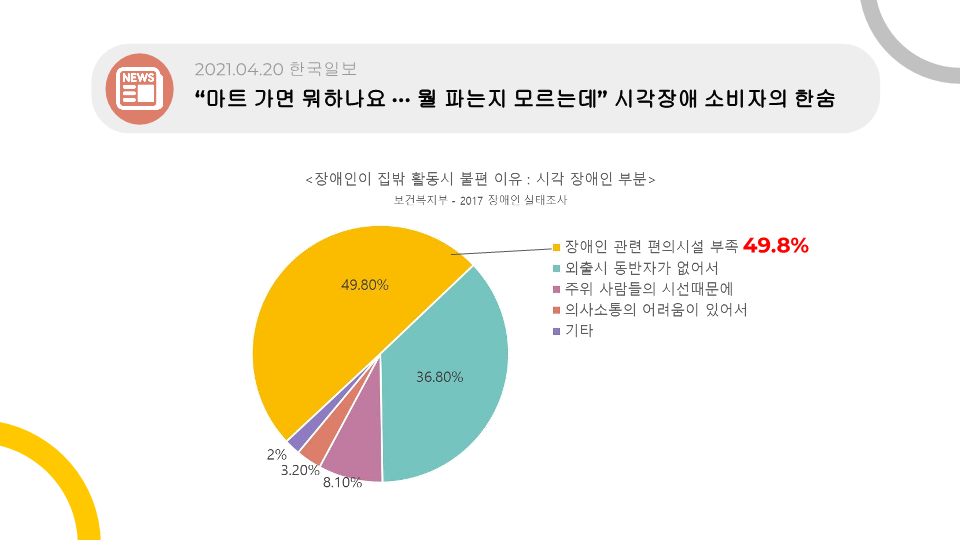 NEWS
2021.04.20 한국일보
“마트 가면 뭐하나요 … 뭘 파는지 모르는데” 시각장애 소비자의 한숨
<장애인이 집밖 활동시 불편 이유 : 시각 장애인 부분>
보건복지부 - 2017 장애인 실태조사
장애인 관련 편의시설 부족 49.8%
외출시 동반자가 없어서
주위 사람들의 시선때문에
의사소통의 어려움이 있어서
기타
49.80%
36.80%
2%
3.20%
8.10%